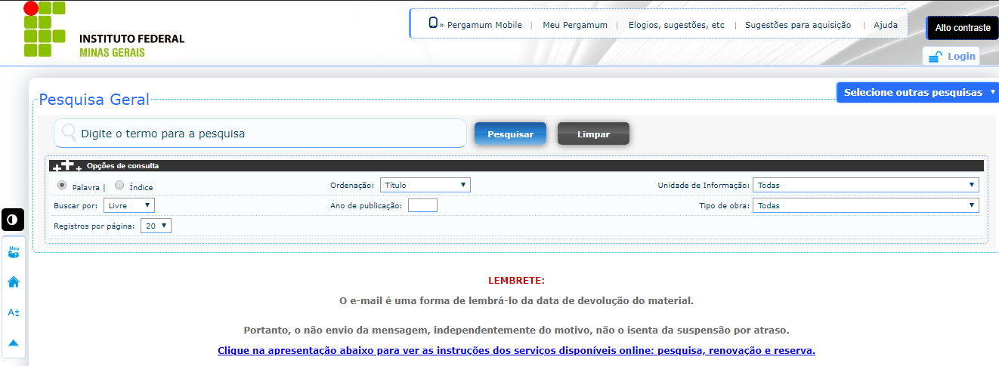 » Pergamum Mobile | Meu Pergamum | Elogios, sugestões, etc | Sugestões para aquisição | Ajuda
Alto contraste
INSTITUTO FEDERAL
MINAS GERAIS
Login
Pesquisa Geral
Selecione outras pesquisas
Digite o termo para a pesquisa
Pesquisar
Limpar
Opções de consulta
Palavra | Índice
Ordenação: Título
Unidade de Informação: Todas
Buscar por: Livre
Ano de publicação:
Tipo de obra: Todas
Registros por página: 20
Meu
A±
LEMBRETE:
O e-mail é uma forma de lembrá-lo da data de devolução do material.
Portanto, o não envio da mensagem, independentemente do motivo, não o isenta da suspensão por atraso.
Clique na apresentação abaixo para ver as instruções dos serviços disponíveis online: pesquisa, renovação e reserva.